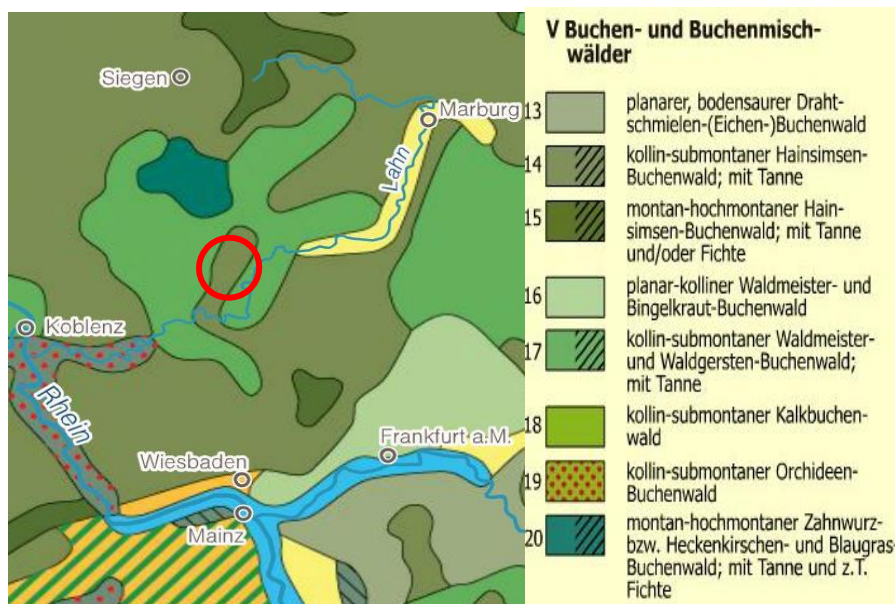 Siegen
Marburg
Lahn
Koblenz
Rhein
Wiesbaden
Frankfurt a.M.
Mainz
V Buchen- und Buchenmisch-
wälder
13 planarer, bodensaurer Draht-
schmielen-(Eichen-)Buchenwald
14 kollin-submontaner Hainsimsen-
Buchenwald; mit Tanne
15 montan-hochmontaner Hain-
simsen-Buchenwald; mit Tanne
und/oder Fichte
16 planar-kolliner Waldmeister- und
Bingelkraut-Buchenwald
17 kollin-submontaner Waldmeister-
und Waldgersten-Buchenwald;
mit Tanne
18 kollin-submontaner Kalkbuchen-
wald
19 kollin-submontaner Orchideen-
Buchenwald
20 montan-hochmontaner Zahnwurz-
bzw. Heckenkirschen- und Blaugras-
Buchenwald; mit Tanne und z.T.
Fichte